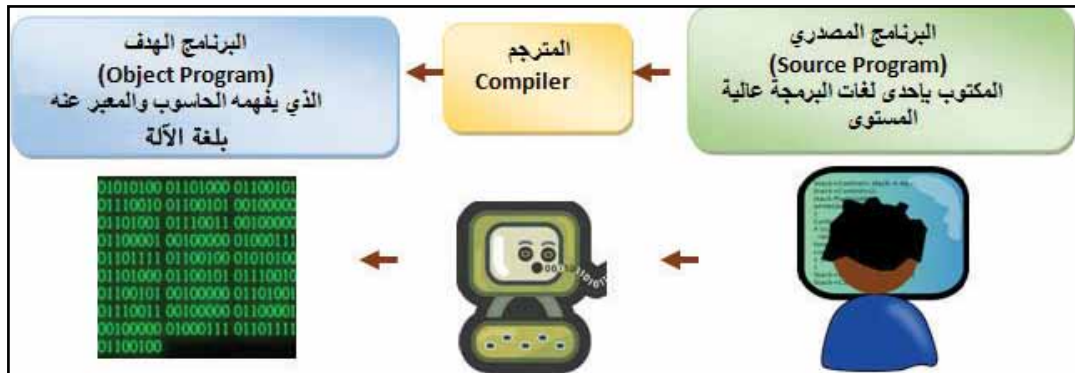 البرنامج المصدري
(Source Program)
المكتوب بإحدى لغات البرمجة عالية
المستوى
المترجم
Compiler
البرنامج الهدف
(Object Program)
الذي يفهمه الحاسوب والمعبر عنه
بلغة الآلة
01010100 01101000 01100101
01110010 01100101 00100000
01101001 01110011 00100000
01100001 00100000 01000111
01101111 01100100 01010100
01101000 01100101 01110010
01100101 00100000 01101001
01110011 00100000 01101111
00100000 01000111 01101111
01100100